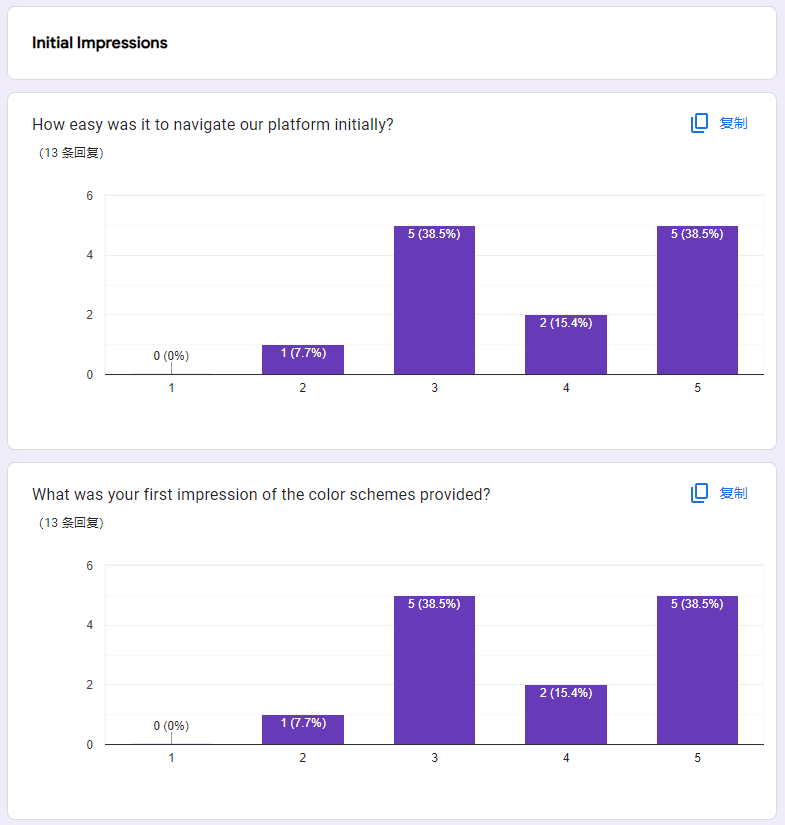 Initial Impressions
How easy was it to navigate our platform initially?
复制
（13 条回复）
6
4
2
0
0 (0%)
1 (7.7%)
5 (38.5%)
2 (15.4%)
5 (38.5%)
1 2 3 4 5
What was your first impression of the color schemes provided?
复制
（13 条回复）
6
4
2
0
0 (0%)
1 (7.7%)
5 (38.5%)
2 (15.4%)
5 (38.5%)
1 2 3 4 5